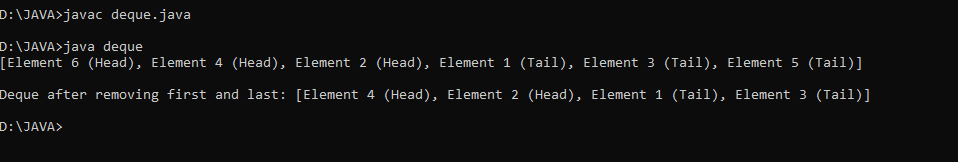 D:\JAVA>javac deque.java
D:\JAVA>java deque
[Element 6 (Head), Element 4 (Head), Element 2 (Head), Element 1 (Tail), Element 3 (Tail), Element 5 (Tail)]
Deque after removing first and last: [Element 4 (Head), Element 2 (Head), Element 1 (Tail), Element 3 (Tail)]
D:\JAVA>